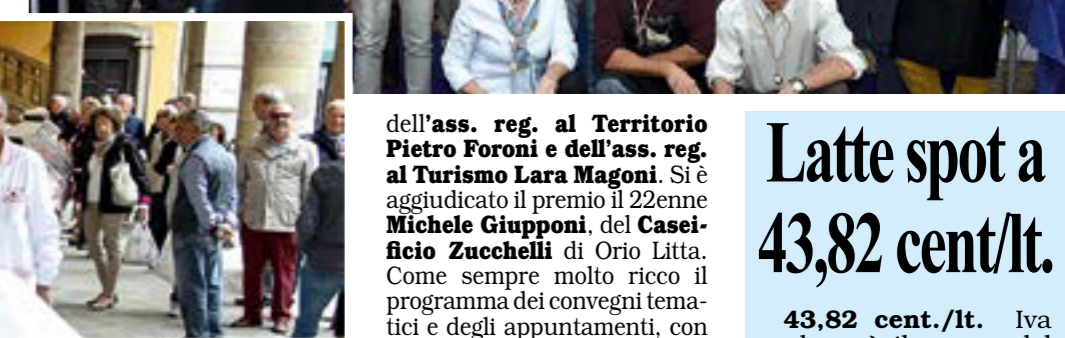 dell'ass. reg. al Territorio
Pietro Foroni e dell'ass. reg.
al Turismo Lara Magoni. Si è
aggiudicato il premio il 22enne
Michele Giupponi, del Casei-
ficio Zucchelli di Orio Litta.
Come sempre molto ricco il
programma dei convegni tema-
tici e degli appuntamenti, con
Latte spot a
43,82 cent/lt.
43,82 cent./lt. Iva